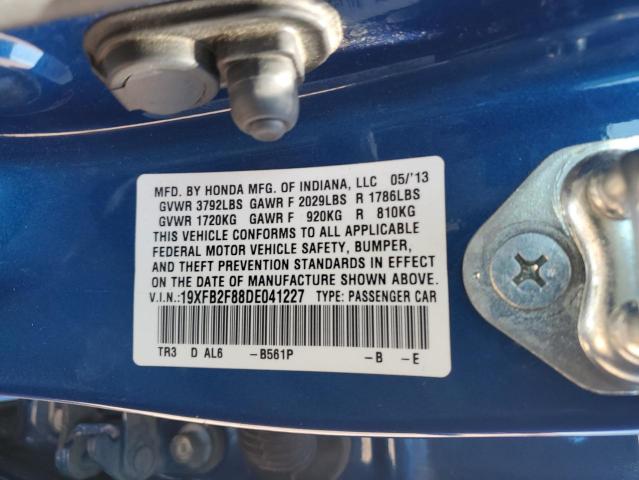 MFD. BY HONDA MFG. OF INDIANA, LLC 05/'13
GVWR 3792LBS GAWR F 2029LBS R 1786LBS
GVWR 1720KG GAWR F 920KG R 810KG
THIS VEHICLE CONFORMS TO ALL APPLICABLE
FEDERAL MOTOR VEHICLE SAFETY, BUMPER,
AND THEFT PREVENTION STANDARDS IN EFFECT
ON THE DATE OF MANUFACTURE SHOWN ABOVE.
V.I.N.:19XFB2F88DE041227 TYPE: PASSENGER CAR
TR3 D AL6 -B561P -B -E